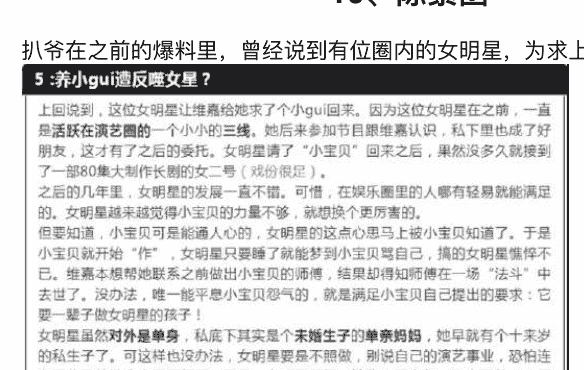 扒爷在之前的爆料里，曾经说到有位圈内的女明星，为求上
5 :养小gui遭反噬女星？
上回说到，这位女明星让维嘉给她求了个小gui回来。因为这位女明星在之前，一直
是活跃在演艺圈的一个小小的三线。她后来参加节目跟维嘉认识，私下里也成了好
朋友，这才有了之后的委托。女明星请了“小宝贝”回来之后，果然没多久就接到
了一部80集大制作长剧的女二号（戏份很足）。
之后的几年里，女明星的发展一直不错。可惜，在娱乐圈里的人哪有轻易就能满足
的。女明星越来越觉得小宝贝的力量不够，就想换个更厉害的。
但要知道，小宝贝可是能通人心的，女明星的这点心思马上被小宝贝知道了。于是
小宝贝就开始“作”，女明星只要睡了就能梦到小宝贝骂自己，搞的女明星憔悴不
已。维嘉本想帮她联系之前做出小宝贝的师傅，结果却得知师傅在一场“法斗”中
去世了。没办法，唯一能平息小宝贝怨气的，就是满足小宝贝自己提出的要求：它
要一辈子做女明星的孩子！
女明星虽然对外是单身，私底下其实是个未婚生子的单亲妈妈，她早就有个十来岁
的私生子了。可这样也没办法，女明星要是不照做，别说自己的演艺事业，恐怕连